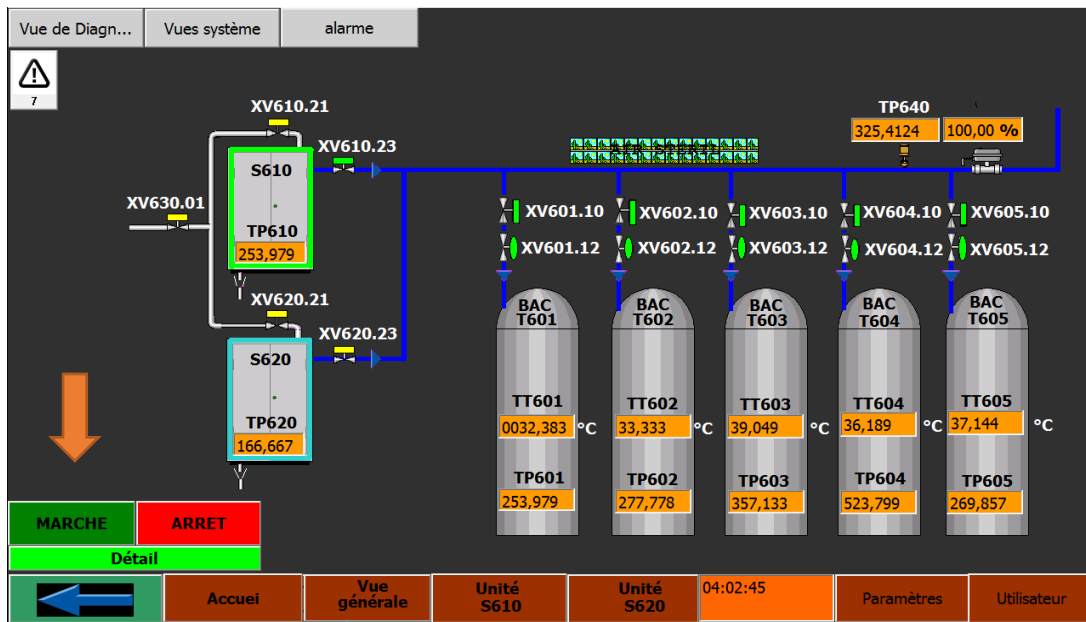 Vue de Diagn... Vues système alarme
7
XV610.21
TP640
325,4124 100,00 %
XV610.23
S610
XV630.01
TP610
253,979
XV601.10 XV602.10 XV603.10 XV604.10 XV605.10
XV601.12 XV602.12 XV603.12 XV604.12 XV605.12
XV620.21
BAC BAC BAC BAC BAC
T601 T602 T603 T604 T605
XV620.23
S620
TP620
166,667
TT601 TT602 TT603 TT604 TT605
0032,383 °C 33,333 °C 39,049 °C 36,189 °C 37,144 °C
TP601 TP602 TP603 TP604 TP605
253,979 277,778 357,133 523,799 269,857
MARCHE ARRET
Détail
Accuei Vue générale Unité S610 Unité S620 04:02:45 Paramètres Utilisateur